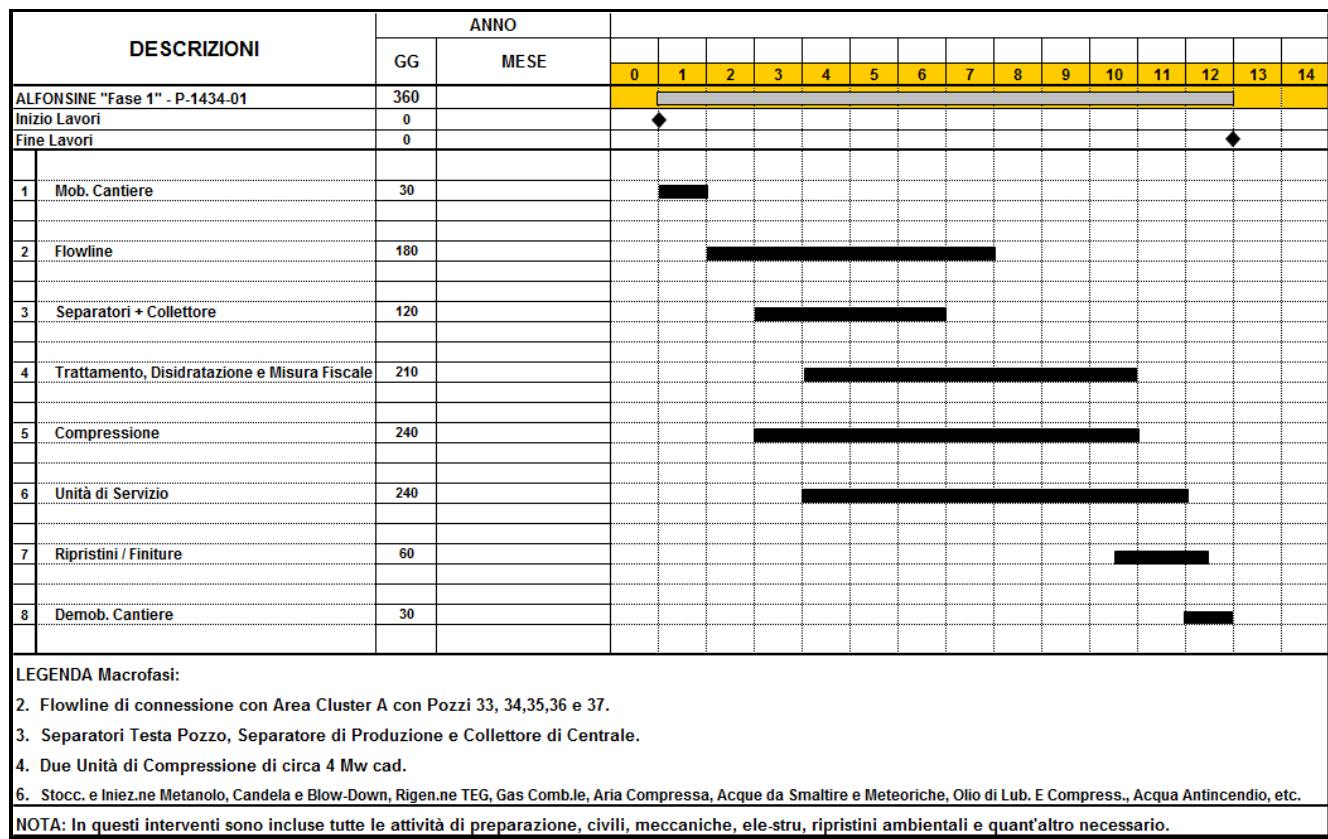 DESCRIZIONI
ANNO
GG
MESE
0 1 2 3 4 5 6 7 8 9 10 11 12 13 14
ALFONSINE "Fase 1" - P-1434-01 360
Inizio Lavori 0
Fine Lavori 0
1 Mob. Cantiere 30
2 Flowline 180
3 Separatori + Collettore 120
4 Trattamento, Disidratazione e Misura Fiscale 210
5 Compressione 240
6 Unità di Servizio 240
7 Ripristini / Finiture 60
8 Demob. Cantiere 30
LEGENDA Macrofasi:
2. Flowline di connessione con Area Cluster A con Pozzi 33, 34,35,36 e 37.
3. Separatori Testa Pozzo, Separatore di Produzione e Collettore di Centrale.
4. Due Unità di Compressione di circa 4 Mw cad.
6. Stocc. e Iniez.ne Metanolo, Candela e Blow-Down, Rigen.ne TEG, Gas Comb.le, Aria Compressa, Acque da Smaltire e Meteoriche, Olio di Lub. E Compress., Acqua Antincendio, etc.
NOTA: In questi interventi sono incluse tutte le attività di preparazione, civili, meccaniche, ele-stru, ripristini ambientali e quant'altro necessario.